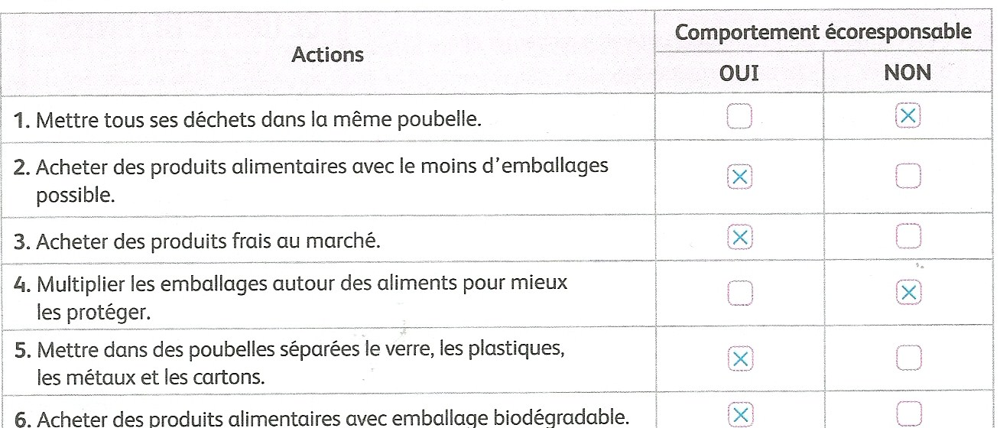 Actions
Comportement écoresponsable
OUI
NON
1. Mettre tous ses déchets dans la même poubelle.
2. Acheter des produits alimentaires avec le moins d'emballages
possible.
3. Acheter des produits frais au marché.
4. Multiplier les emballages autour des aliments pour mieux
les protéger.
5. Mettre dans des poubelles séparées le verre, les plastiques,
les métaux et les cartons.
6. Acheter des produits alimentaires avec emballage biodégradable.